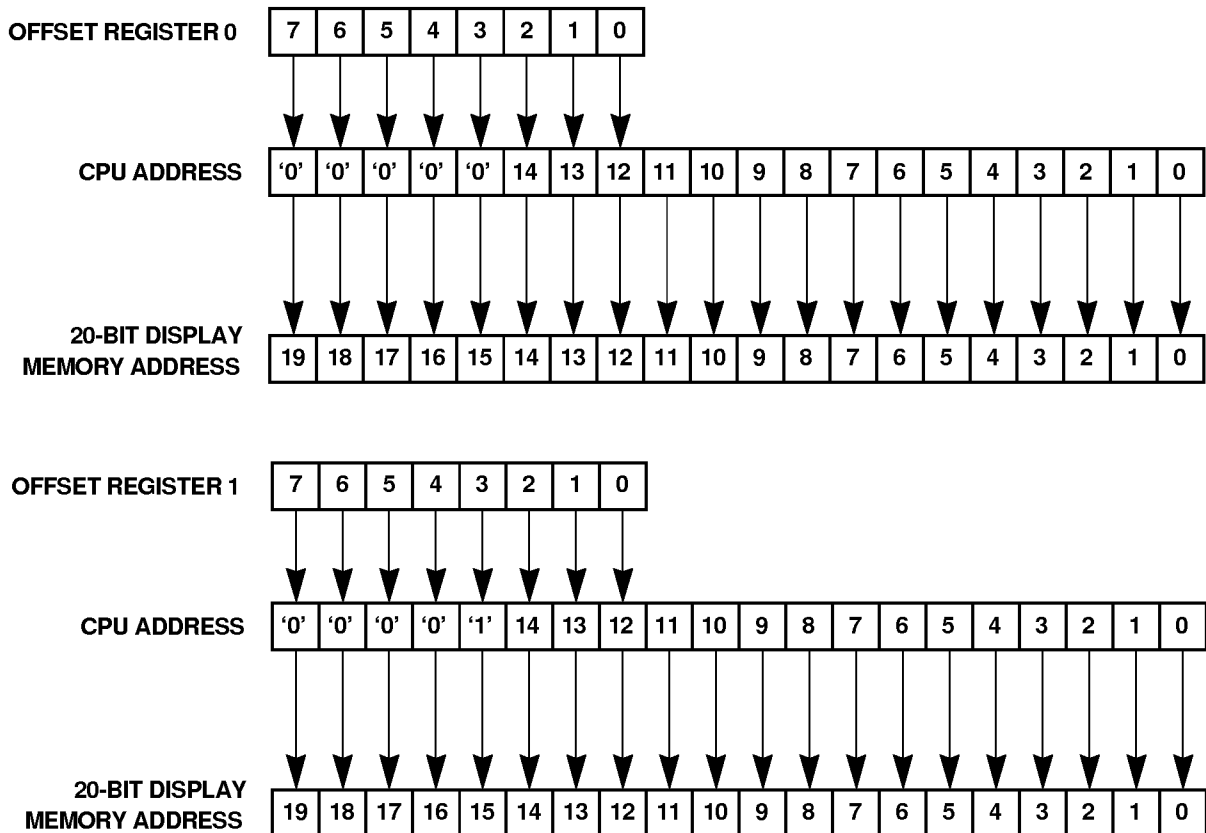 OFFSET REGISTER 0 7 6 5 4 3 2 1 0
CPU ADDRESS ‘0’ ‘0’ ‘0’ ‘0’ ‘0’ 14 13 12 11 10 9 8 7 6 5 4 3 2 1 0
20-BIT DISPLAY
MEMORY ADDRESS 19 18 17 16 15 14 13 12 11 10 9 8 7 6 5 4 3 2 1 0
OFFSET REGISTER 1 7 6 5 4 3 2 1 0
CPU ADDRESS ‘0’ ‘0’ ‘0’ ‘0’ ‘1’ 14 13 12 11 10 9 8 7 6 5 4 3 2 1 0
20-BIT DISPLAY
MEMORY ADDRESS 19 18 17 16 15 14 13 12 11 10 9 8 7 6 5 4 3 2 1 0